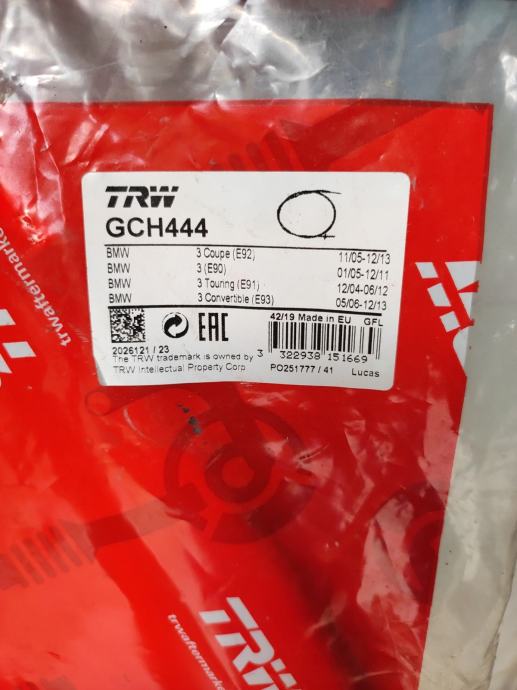 TRW
GCH444
BMW 3 Coupe (E92) 11/05-12/13
BMW 3 (E90) 01/05-12/11
BMW 3 Touring (E91) 12/04-06/12
BMW 3 Convertible (E93) 05/06-12/13
EAC
42/19 Made in EU GFL
2026121 / 23
The TRW trademark is owned by
TRW Intellectual Property Corp
3 322938 151669
PO251777 / 41 Lucas
trwaftermarke
TRW
trwaftermarke
TRW